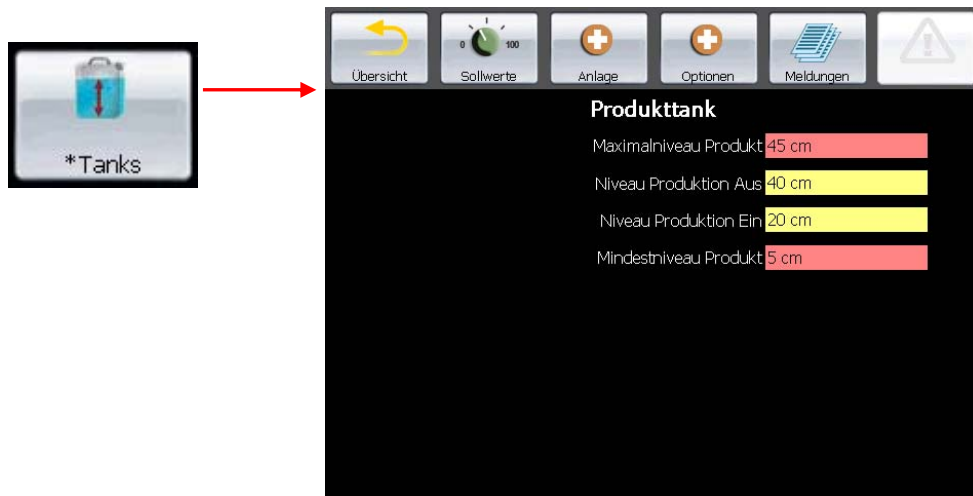 *Tanks
Übersicht
0 100
Sollwerte
Anlage
Optionen
Meldungen
Produkttank
Maximalniveau Produkt 45 cm
Niveau Produktion Aus 40 cm
Niveau Produktion Ein 20 cm
Mindestniveau Produkt 5 cm